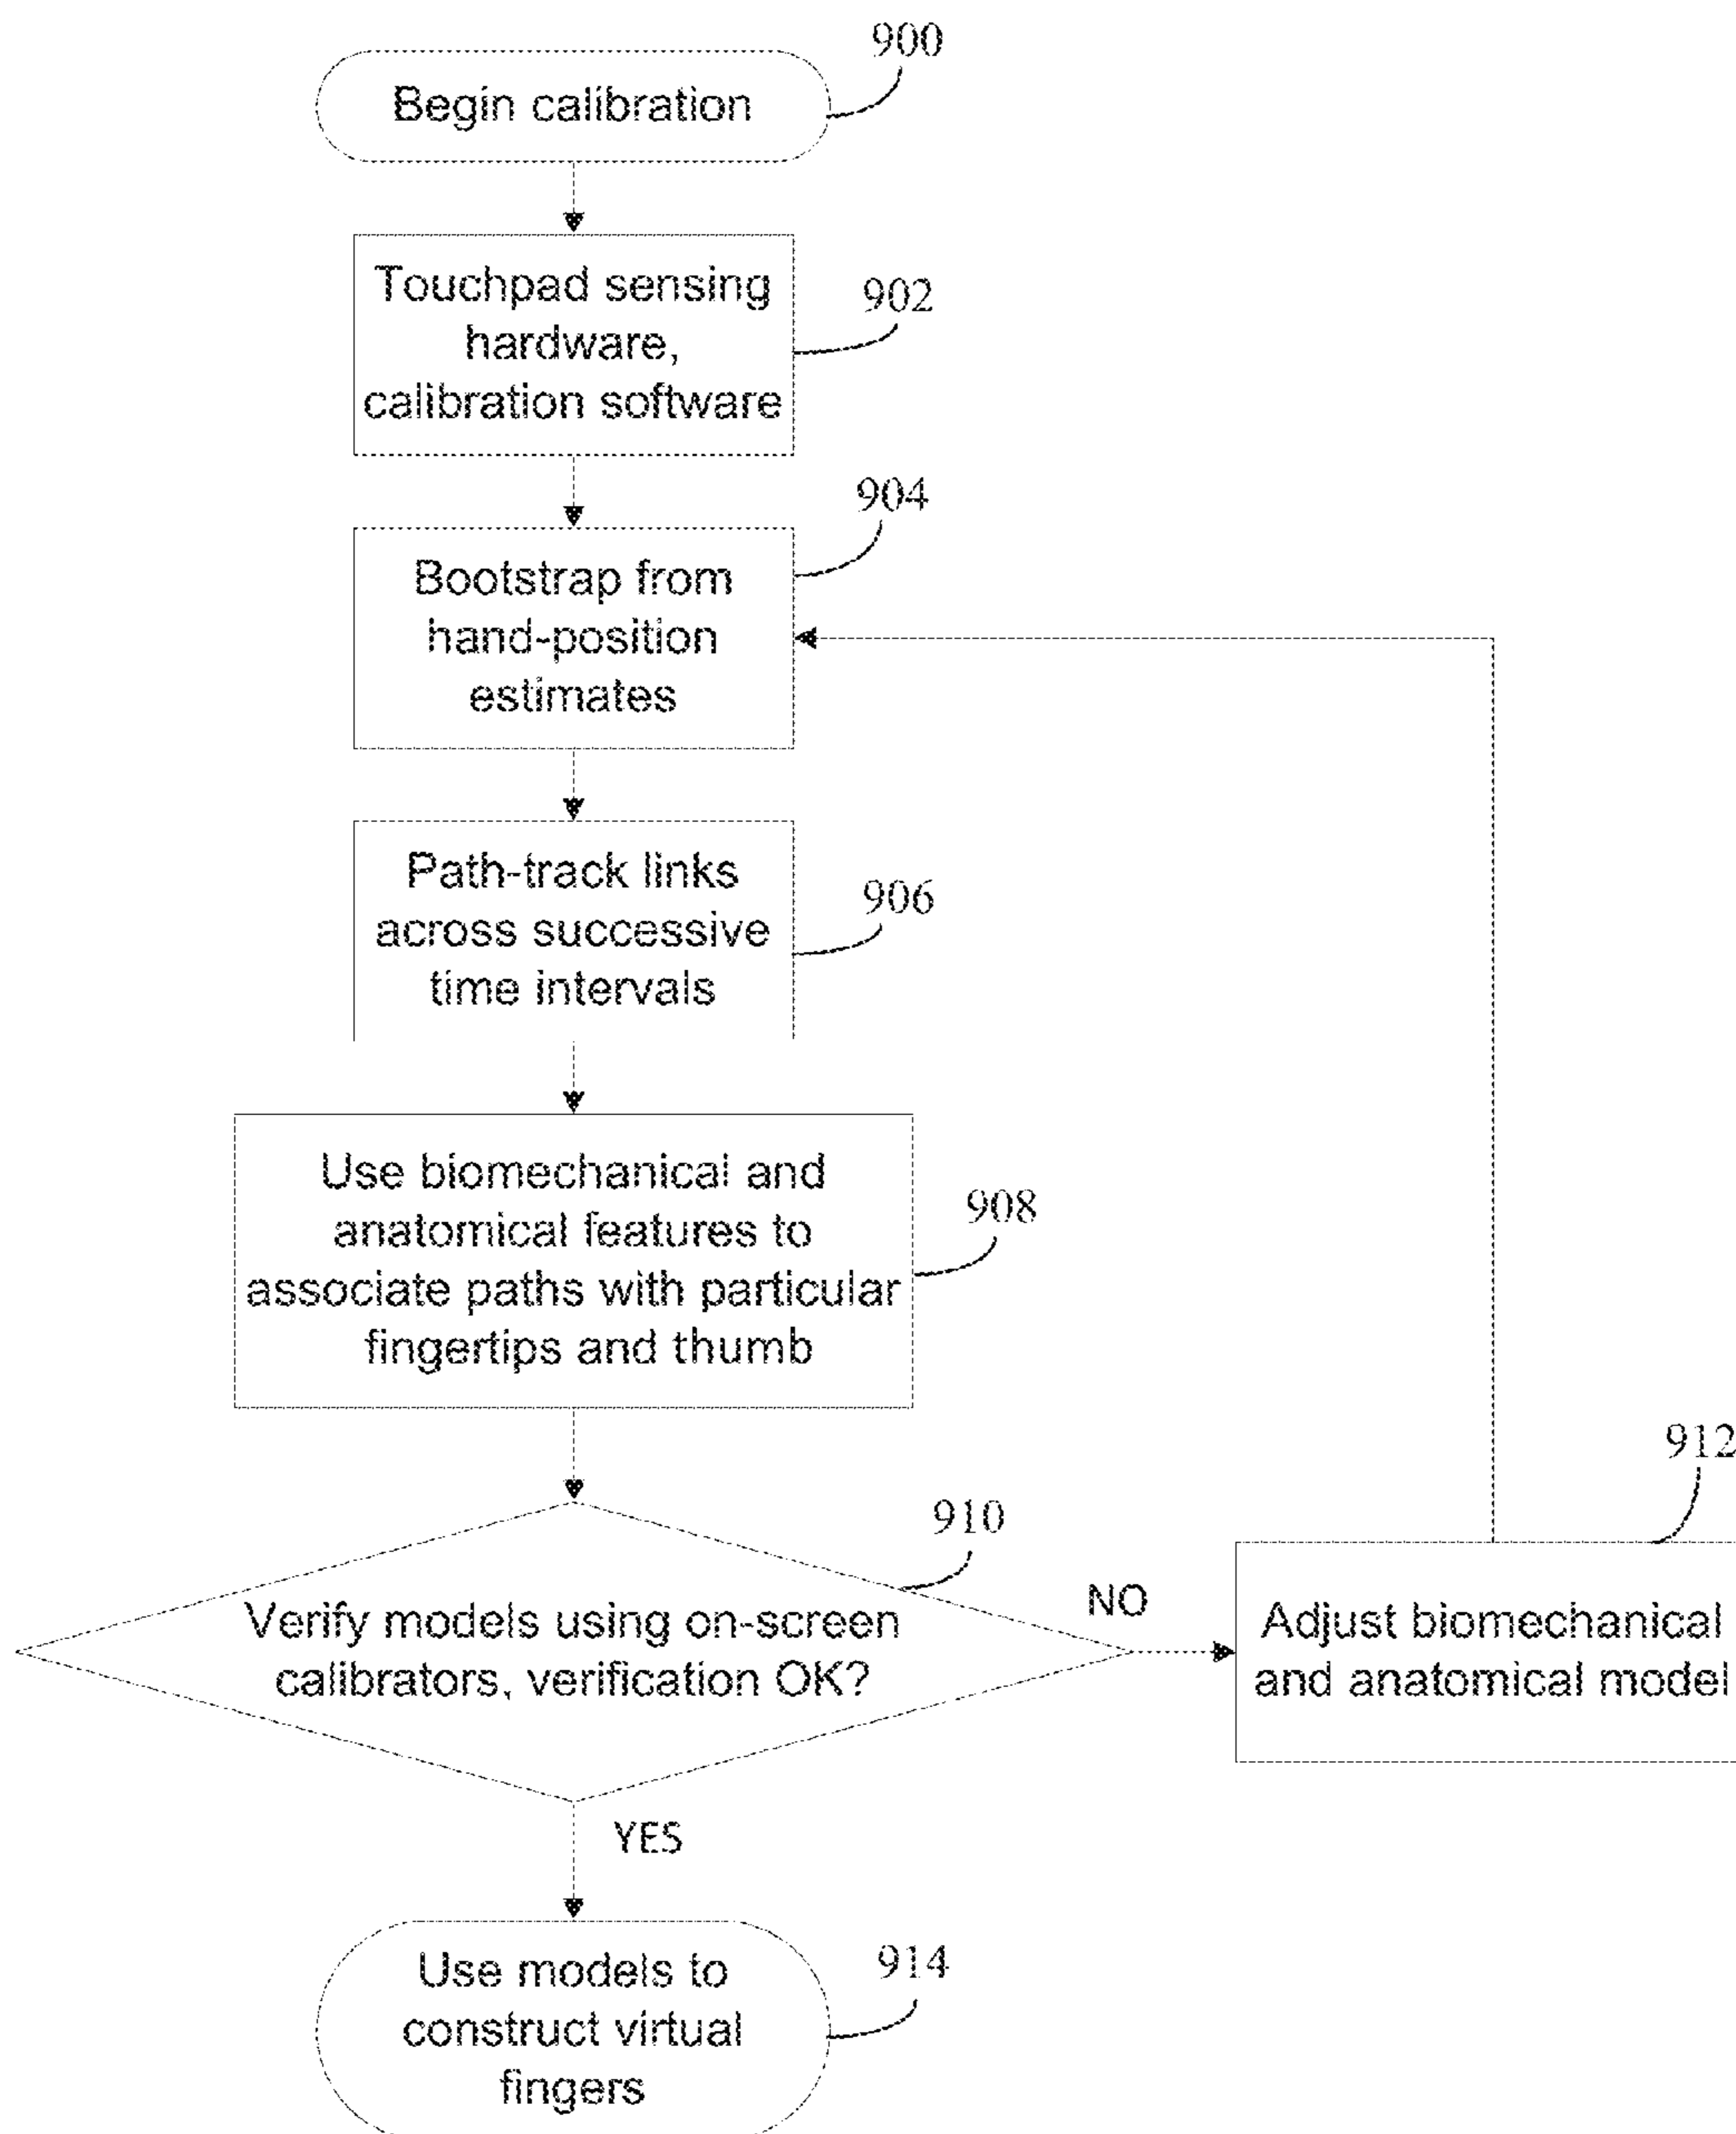 900
Begin calibration
Touchpad sensing
hardware,
calibration software
902
904
Bootstrap from
hand-position
estimates
Path-track links
across successive
time intervals
906
Use biomechanical and
anatomical features to
associate paths with particular
fingertips and thumb
908
910
Verify models using on-screen
calibrators, verification OK?
NO
912
Adjust biomechanical
and anatomical model
YES
Use models to
construct virtual
fingers
914